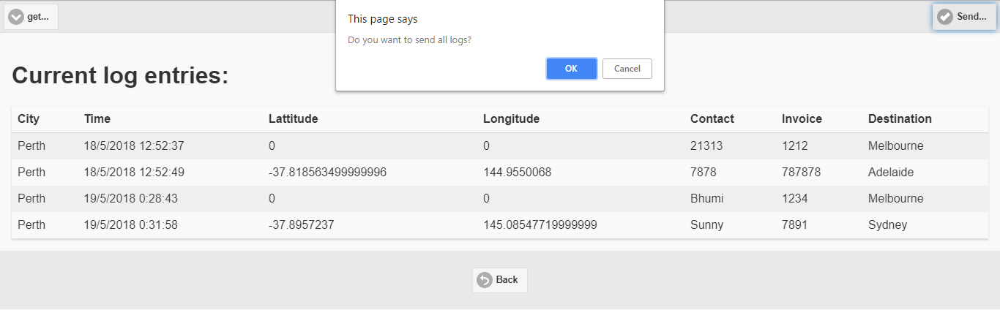 get...
This page says
Do you want to send all logs?
OK Cancel
Send...
Current log entries:
City Time Lattitude Longitude Contact Invoice Destination
Perth 18/5/2018 12:52:37 0 0 21313 1212 Melbourne
Perth 18/5/2018 12:52:49 -37.818563499999996 144.9550068 7878 787878 Adelaide
Perth 19/5/2018 0:28:43 0 0 Bhumi 1234 Melbourne
Perth 19/5/2018 0:31:58 -37.8957237 145.08547719999999 Sunny 7891 Sydney
Back